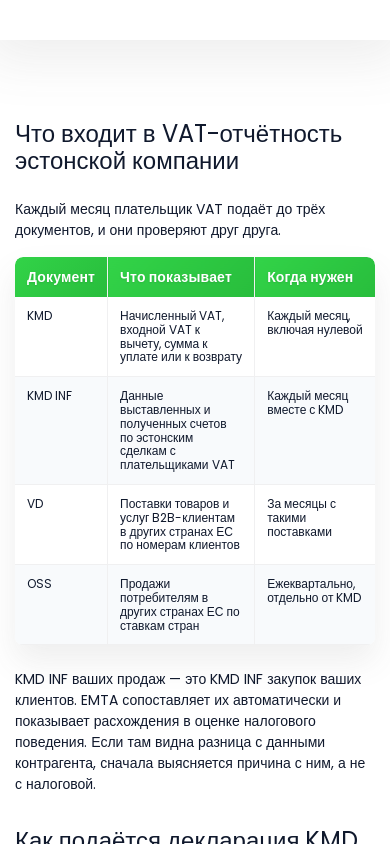 Что входит в VAT-отчётность
эстонской компании
Каждый месяц плательщик VAT подаёт до трёх
документов, и они проверяют друг друга.
Документ
Что показывает
Когда нужен
KMD
Начисленный VAT,
входной VAT к
вычету, сумма к
уплате или к возврату
Каждый месяц,
включая нулевой
KMD INF
Данные
выставленных и
полученных счетов
по эстонским
сделкам с
плательщиками VAT
Каждый месяц
вместе с KMD
VD
Поставки товаров и
услуг B2B-клиентам
в других странах ЕС
по номерам клиентов
За месяцы с
такими
поставками
OSS
Продажи
потребителям в
других странах ЕС по
ставкам стран
Ежеквартально,
отдельно от KMD
KMD INF ваших продаж — это KMD INF закупок ваших
клиентов. EMTA сопоставляет их автоматически и
показывает расхождения в оценке налогового
поведения. Если там видна разница с данными
контрагента, сначала выясняется причина с ним, а не
с налоговой.
Как подаётся декларация KMD